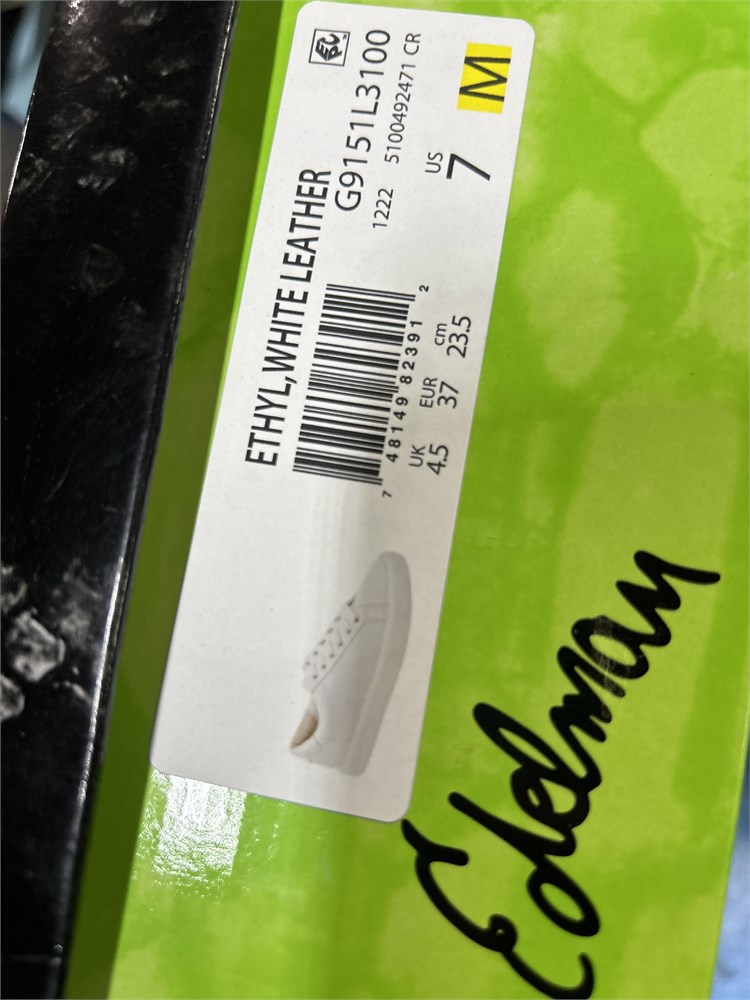 ETHYL,WHITE LEATHER
G9151L3100
1222 5100492471 CR
7 48149 82391 2
UK EUR cm US
4.5 37 23.5 7 M
Edelman